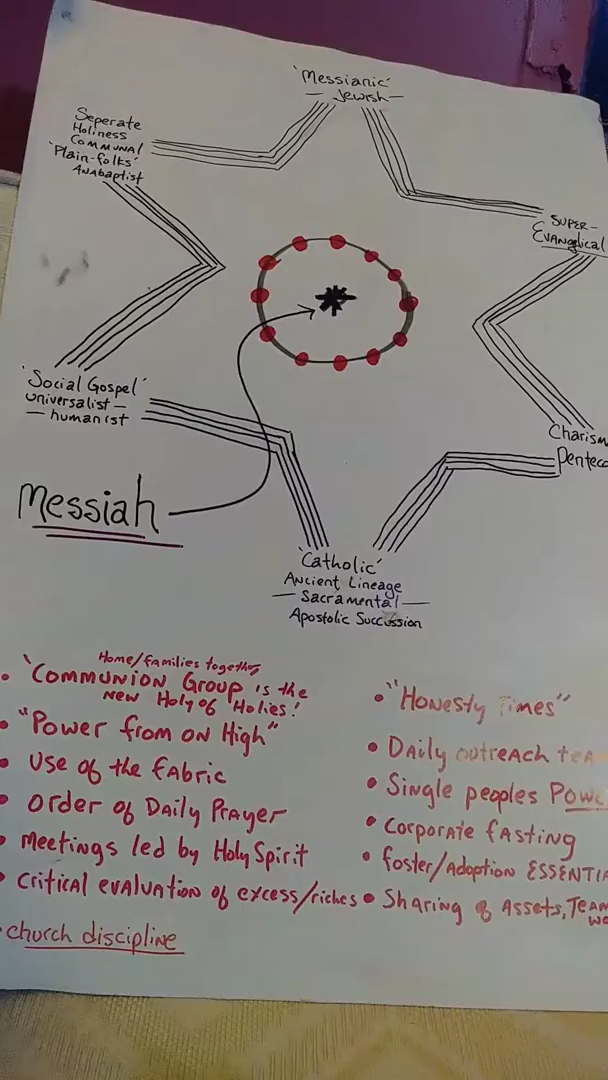 'Messianic'
— Jewish —
Seperate
Holiness
Communal
'Plain-folks'
Anabaptist
SUPER-
Evangelical
'Social Gospel'
universalist —
— humanist
Charism
Penteco
Messiah
'Catholic'
Ancient Lineage
— Sacramental —
Apostolic Succussion
Home/families together
• 'Communion Group is the
new Holy of Holies!'
• "Power from on High"
• Use of the fabric
• Order of Daily Prayer
• Meetings led by Holy Spirit
• Critical evaluation of excess/riches
• church discipline
• "Honesty Times"
• Daily outreach tea
• Single peoples Pow
• Corporate fasting
• foster/Adoption ESSENTIA
• Sharing of Assets, Team
wo